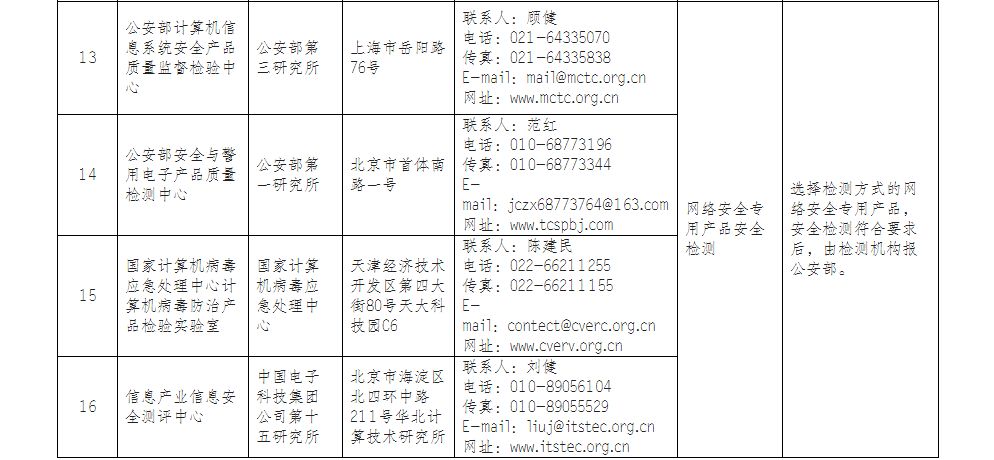 13
公安部计算机信
息系统安全产品
质量监督检验中
心
公安部第
三研究所
上海市岳阳路
76号
联系人：顾健
电话：021-64335070
传真：021-64335838
E-mail：mail@mctc.org.cn
网址：www.mctc.org.cn
14
公安部安全与警
用电子产品质量
检测中心
公安部第
一研究所
北京市首体南
路一号
联系人：范红
电话：010-68773196
传真：010-68773344
E-
mail：jczx68773764@163.com
网址：www.tcspbj.com
15
国家计算机病毒
应急处理中心计
算机病毒防治产
品检验实验室
国家计算
机病毒应
急处理中
心
天津经济技术
开发区第四大
街80号天大科
技园C6
联系人：陈建民
电话：022-66211255
传真：022-66211155
E-
mail：contect@cverc.org.cn
网址：www.cverv.org.cn
16
信息产业信息安
全测评中心
中国电子
科技集团
公司第十
五研究所
北京市海淀区
北四环中路
211号华北计
算技术研究所
联系人：刘健
电话：010-89056104
传真：010-89055529
E-mail：liuj@itstec.org.cn
网址：www.itstec.org.cn
网络安全专
用产品安全
检测
选择检测方式的网
络安全专用产品，
安全检测符合要求
后，由检测机构报
公安部。